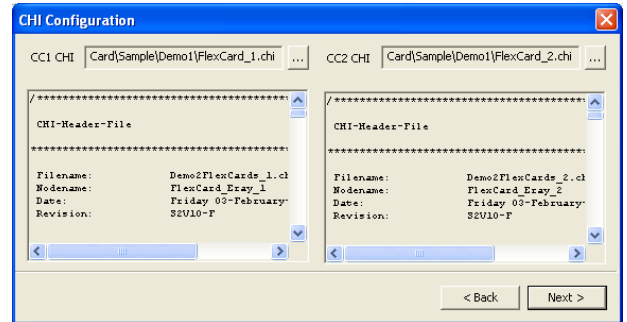 CHI Configuration
CC1 CHI Card\Sample\Demo1\FlexCard_1.chi ...
CC2 CHI Card\Sample\Demo1\FlexCard_2.chi ...
/*****************************************
CHI-Header-File
******************************************
Filename: Demo2FlexCards_1.ch
Nodename: FlexCard_Eray_1
Date: Friday 03-February-
Revision: S2V10-F
/*****************************************
CHI-Header-File
******************************************
Filename: Demo2FlexCards_2.ch
Nodename: FlexCard_Eray_2
Date: Friday 03-February-
Revision: S2V10-F
< Back Next >